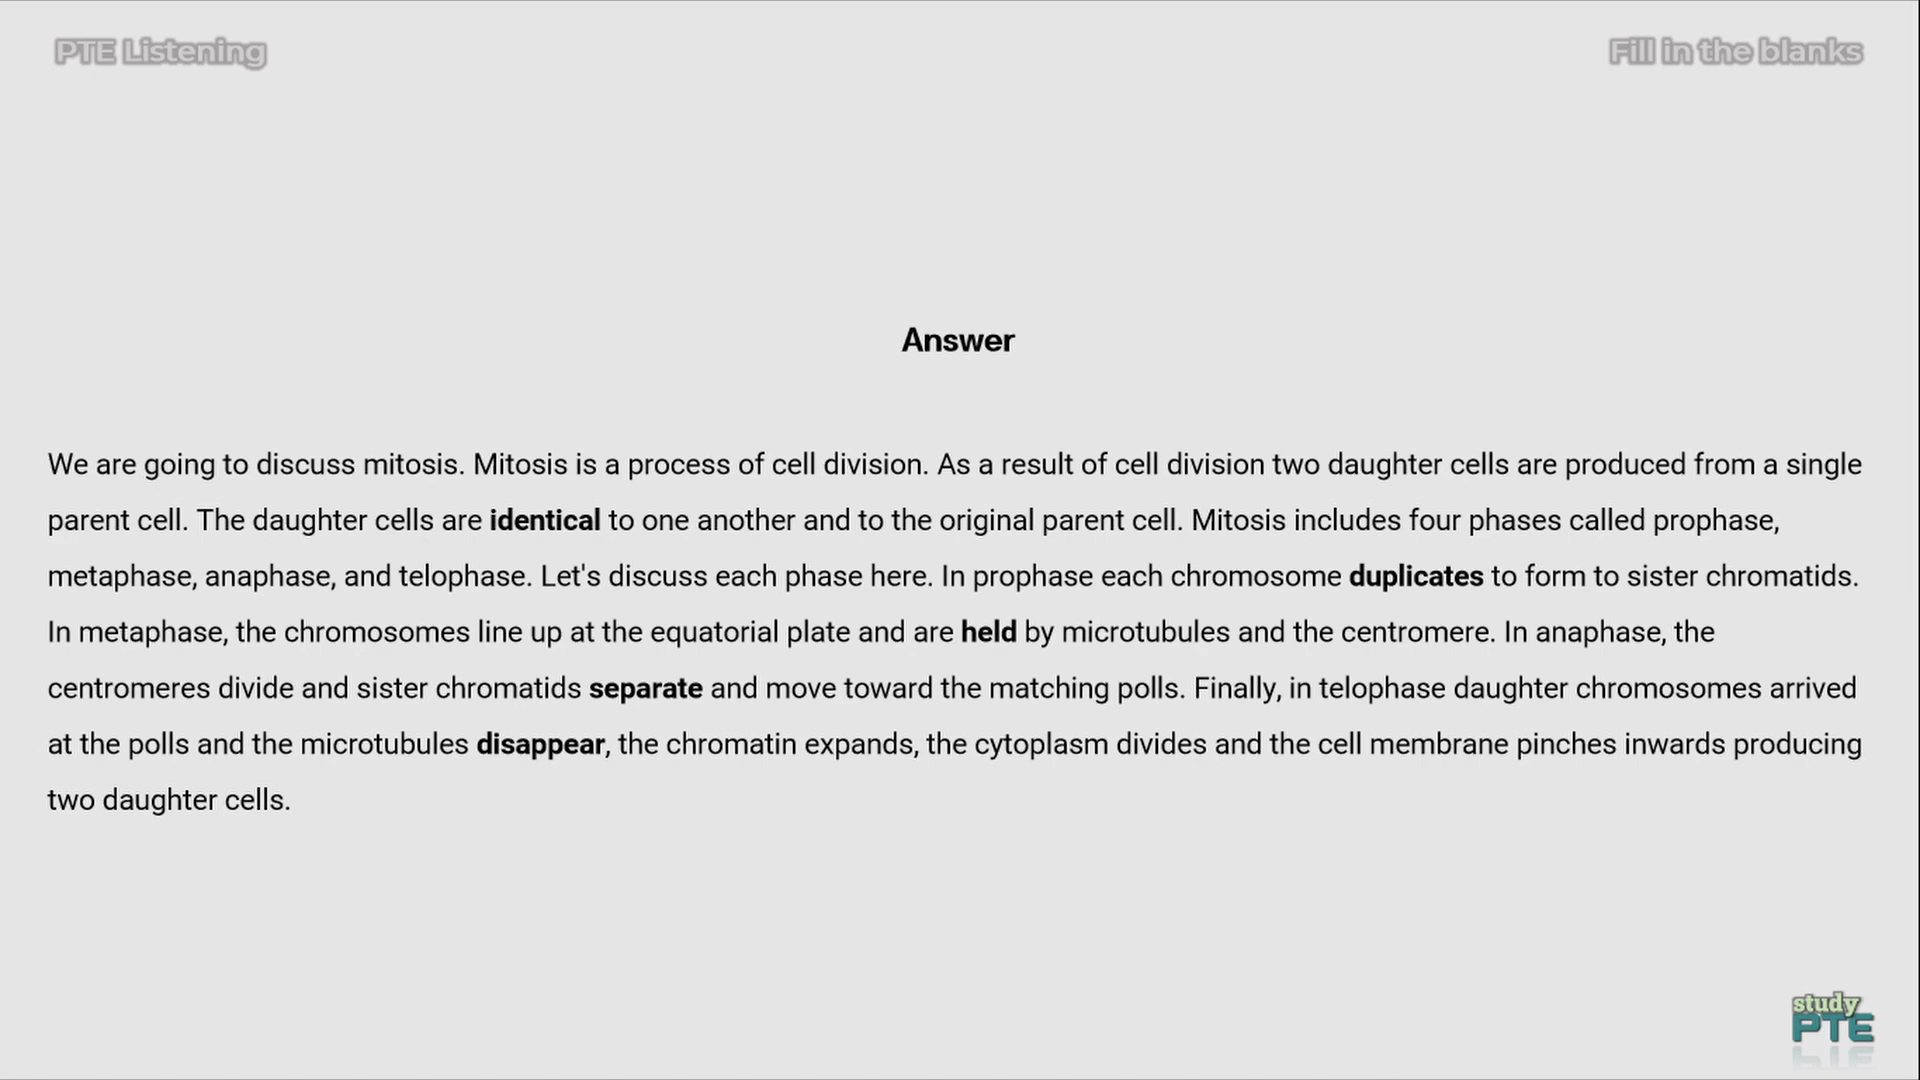 PTE Listening
Fill in the blanks
Answer
We are going to discuss mitosis. Mitosis is a process of cell division. As a result of cell division two daughter cells are produced from a single
parent cell. The daughter cells are identical to one another and to the original parent cell. Mitosis includes four phases called prophase,
metaphase, anaphase, and telophase. Let's discuss each phase here. In prophase each chromosome duplicates to form to sister chromatids.
In metaphase, the chromosomes line up at the equatorial plate and are held by microtubules and the centromere. In anaphase, the
centromeres divide and sister chromatids separate and move toward the matching polls. Finally, in telophase daughter chromosomes arrived
at the polls and the microtubules disappear, the chromatin expands, the cytoplasm divides and the cell membrane pinches inwards producing
two daughter cells.
study
PTE